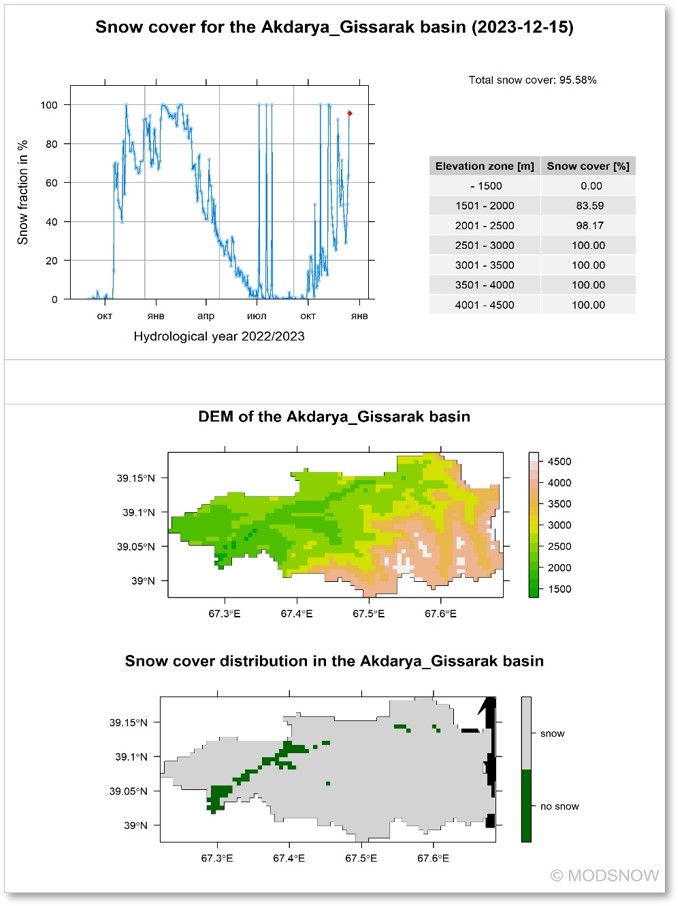 Snow cover for the Akdarya_Gissarak basin (2023-12-15)
Total snow cover: 95.58%
Snow fraction in %
100
80
60
40
20
0
окт янв апр июл окт янв
Hydrological year 2022/2023
Elevation zone [m] Snow cover [%]
- 1500 0.00
1501 - 2000 83.59
2001 - 2500 98.17
2501 - 3000 100.00
3001 - 3500 100.00
3501 - 4000 100.00
4001 - 4500 100.00
DEM of the Akdarya_Gissarak basin
39.15°N
39.1°N
39.05°N
39°N
67.3°E 67.4°E 67.5°E 67.6°E
4500
4000
3500
3000
2500
2000
1500
Snow cover distribution in the Akdarya_Gissarak basin
39.15°N
39.1°N
39.05°N
39°N
67.3°E 67.4°E 67.5°E 67.6°E
snow
no snow
© MODSNOW